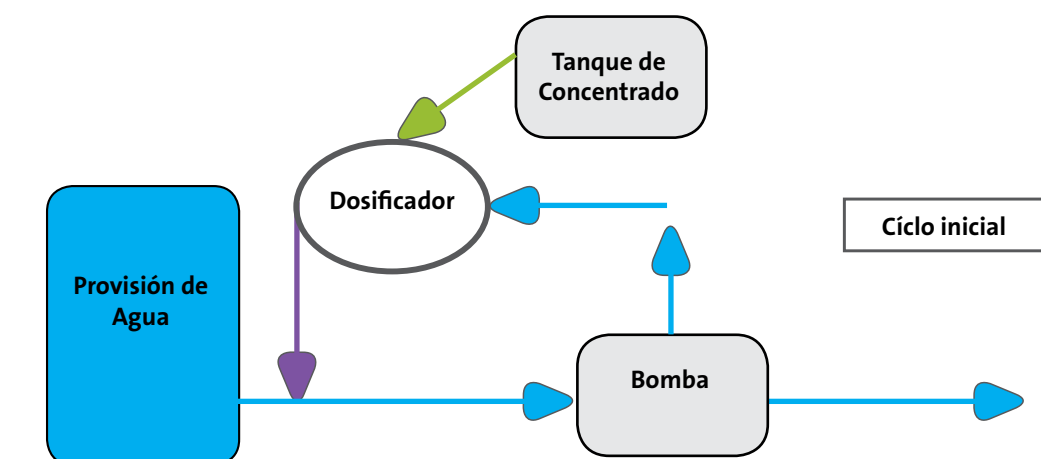 Tanque de
Concentrado
Dosificador
Cíclo inicial
Provisión de
Agua
Bomba